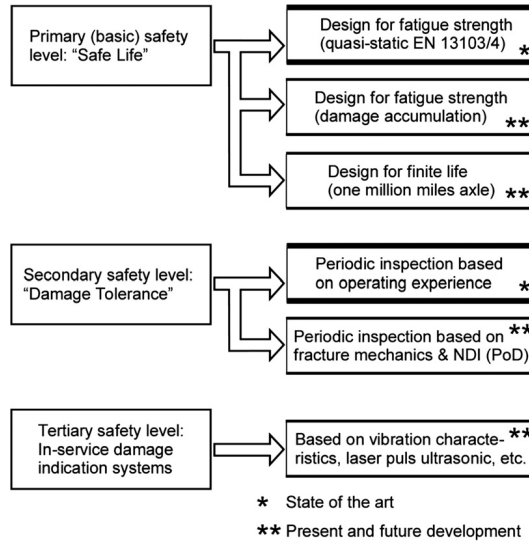 Primary (basic) safety
level: “Safe Life”
Design for fatigue strength
(quasi-static EN 13103/4)
*
Design for fatigue strength
(damage accumulation)
**
Design for finite life
(one million miles axle)
**
Secondary safety level:
“Damage Tolerance”
Periodic inspection based
on operating experience
*
Periodic inspection based on
fracture mechanics & NDI (PoD)
**
Tertiary safety level:
In-service damage
indication systems
Based on vibration characte-
ristics, laser puls ultrasonic, etc.
**
* State of the art
** Present and future development